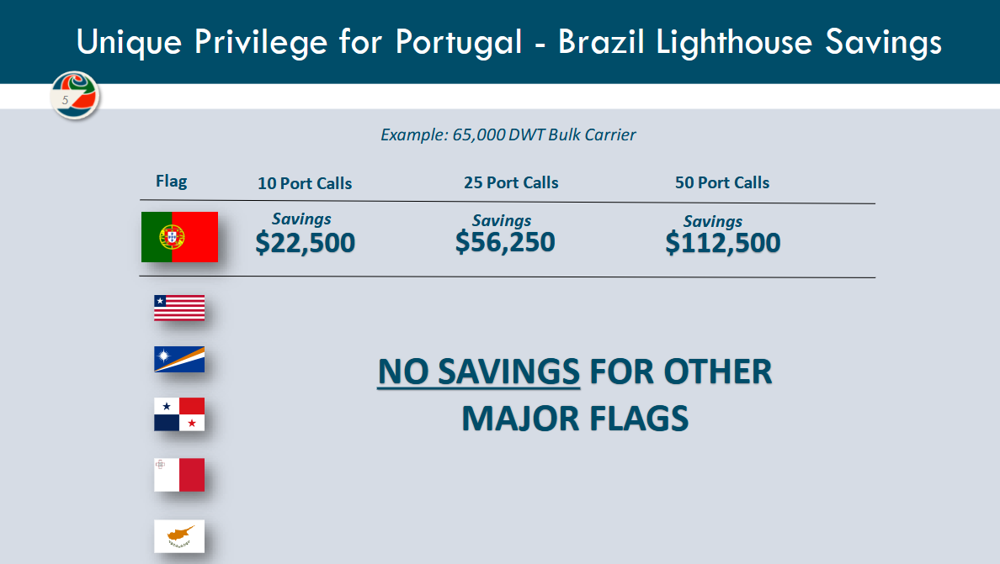 Unique Privilege for Portugal - Brazil Lighthouse Savings
5
Example: 65,000 DWT Bulk Carrier
Flag 10 Port Calls 25 Port Calls 50 Port Calls
Savings Savings Savings
$22,500 $56,250 $112,500
NO SAVINGS FOR OTHER
MAJOR FLAGS